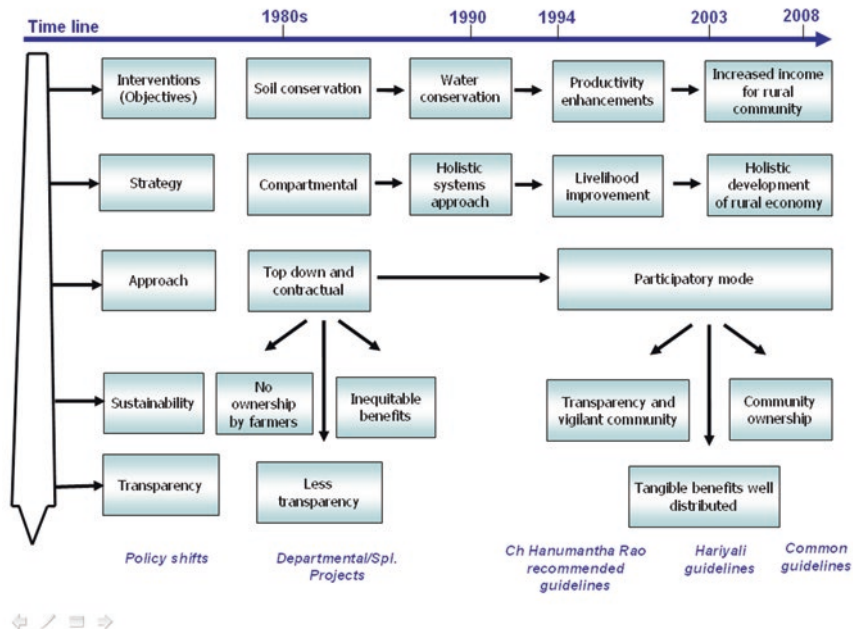 Time line
1980s
1990
1994
2003
2008
Interventions
(Objectives)
Soil conservation
Water
conservation
Productivity
enhancements
Increased income
for rural
community
Strategy
Compartmental
Holistic
systems
approach
Livelihood
improvement
Holistic
development
of rural economy
Approach
Top down and
contractual
Participatory mode
Sustainability
No
ownership
by farmers
Inequitable
benefits
Transparency and
vigilant community
Community
ownership
Transparency
Less
transparency
Tangible benefits well
distributed
Policy shifts
Departmental/Spl.
Projects
Ch Hanumantha Rao
recommended
guidelines
Hariyali
guidelines
Common
guidelines